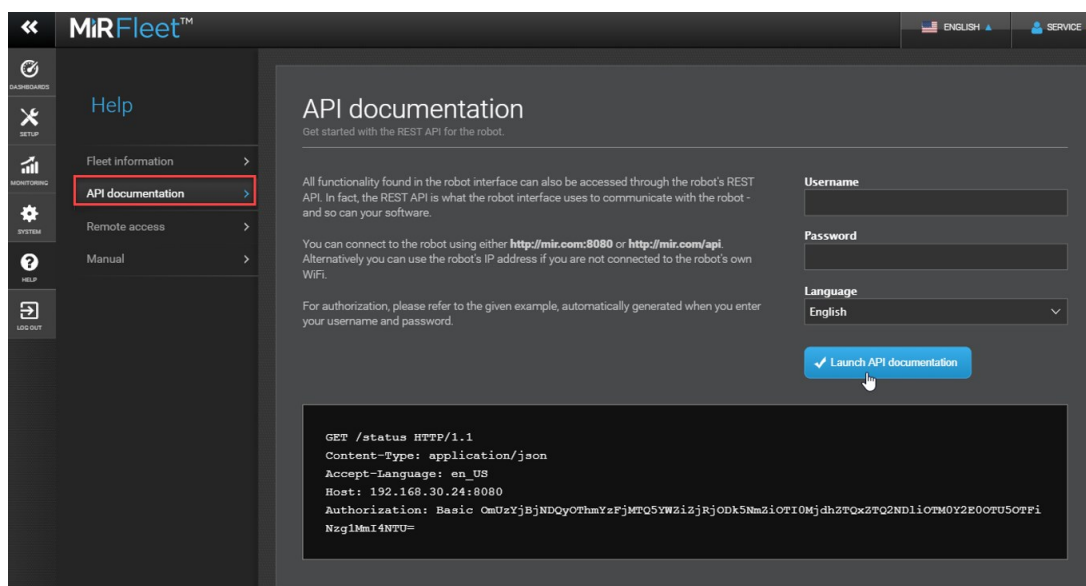 MiRFleet™
ENGLISH
SERVICE
DASHBOARDS
SETUP
MONITORING
SYSTEM
HELP
LOG OUT
Help
Fleet information
API documentation
Remote access
Manual
API documentation
Get started with the REST API for the robot.
All functionality found in the robot interface can also be accessed through the robot's REST
API. In fact, the REST API is what the robot interface uses to communicate with the robot -
and so can your software.
You can connect to the robot using either http://mir.com:8080 or http://mir.com/api.
Alternatively you can use the robot's IP address if you are not connected to the robot's own
WiFi.
For authorization, please refer to the given example, automatically generated when you enter
your username and password.
Username
Password
Language
English
Launch API documentation
GET /status HTTP/1.1
Content-Type: application/json
Accept-Language: en_US
Host: 192.168.30.24:8080
Authorization: Basic OmUzYjBjNDQyOThmYzFjMTQ5YWZiZjRjODk5NmZiOTI0MjdhZTQxZTQ2NDliOTM0Y2E0OTU5OTFi
Nzg1MmI4NTU=